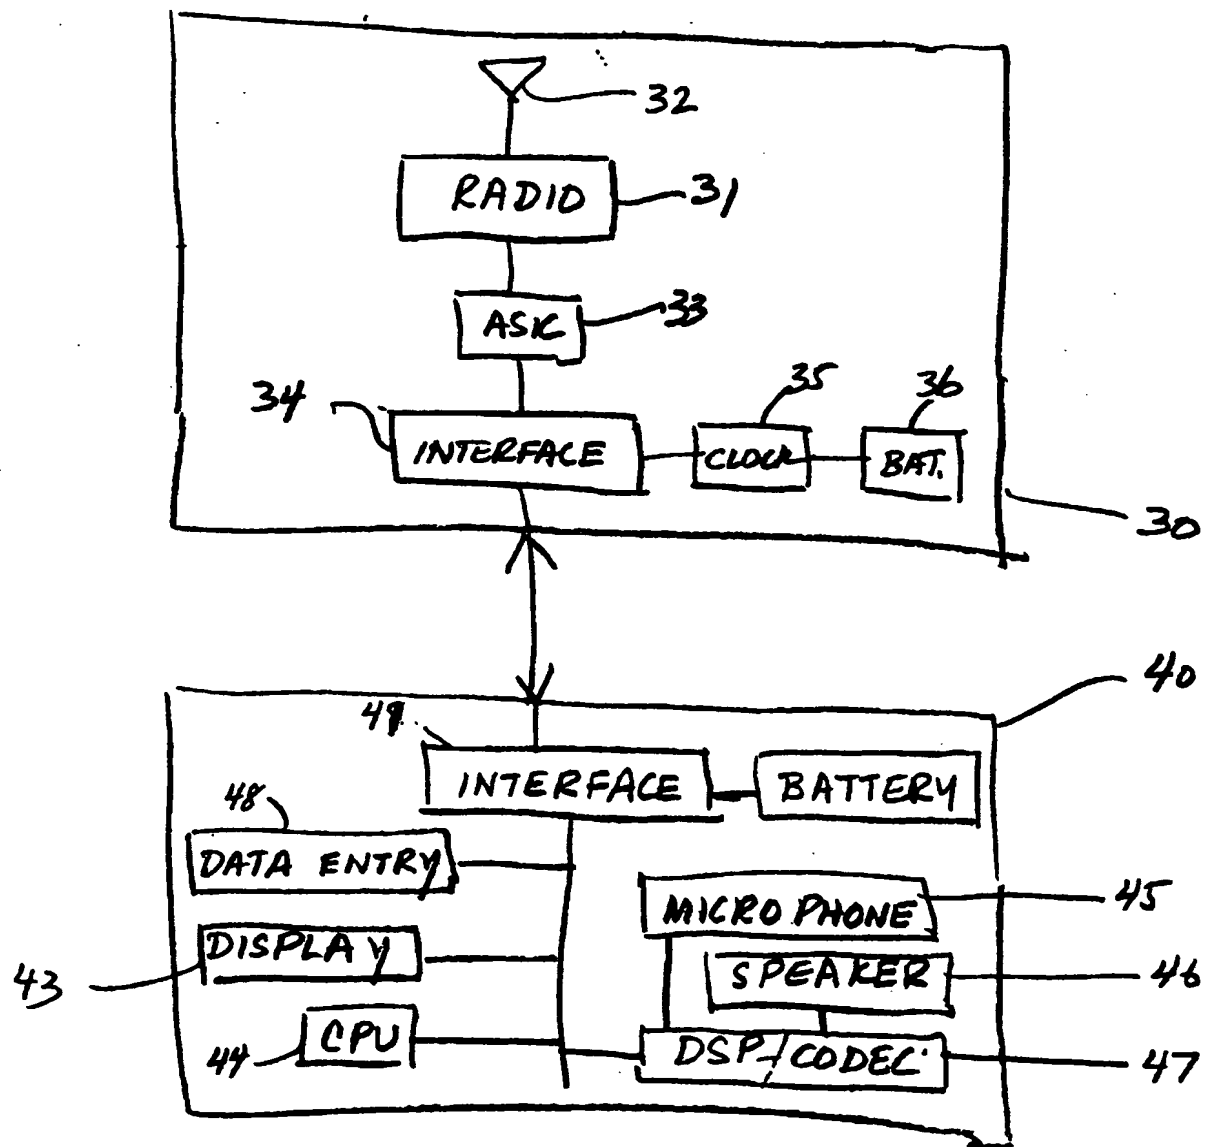 32
RADIO
31
ASIC
33
34
35
36
INTERFACE
CLOCK
BAT.
30
40
49
INTERFACE
BATTERY
48
DATA ENTRY
MICROPHONE
45
DISPLAY
SPEAKER
46
43
CPU
44
DSP/CODEC
47